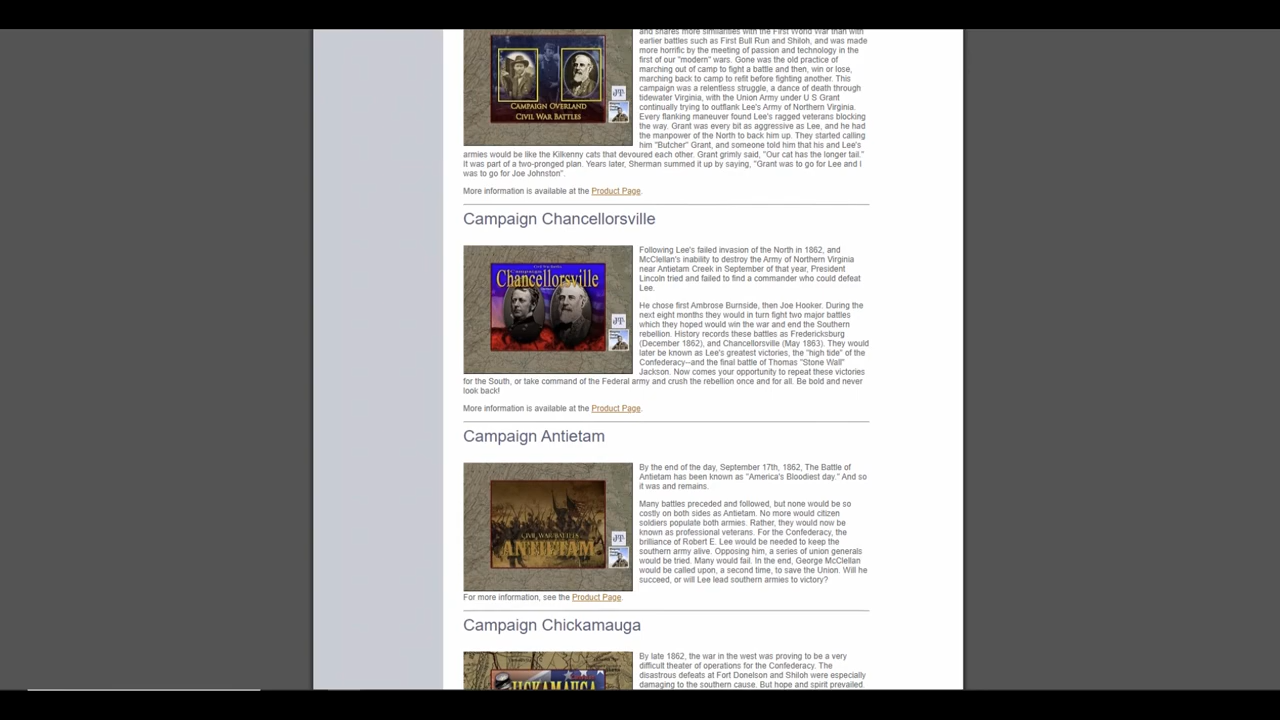 and shares more similarities with the First World War than with
earlier battles such as First Bull Run and Shiloh, and was made
more horrific by the meeting of passion and technology in the
first of our "modern" wars. Gone was the old practice of
marching out of camp to fight a battle and then, win or lose,
marching back to camp to refit before fighting another. This
campaign was a relentless struggle, a dance of death through
tidewater Virginia, with the Union Army under U S Grant
continually trying to outflank Lee's Army of Northern Virginia.
Every flanking maneuver found Lee's ragged veterans blocking
the way. Grant was every bit as aggressive as Lee, and he had
the manpower of the North to back him up. They started calling
him "Butcher" Grant, and someone told him that his and Lee's
armies would be like the Kilkenny cats that devoured each other. Grant grimly said, "Our cat has the longer tail."
It was part of a two-pronged plan. Years later, Sherman summed it up by saying, "Grant was to go for Lee and I
was to go for Joe Johnston".
CAMPAIGN OVERLAND
CIVIL WAR BATTLES
JTS
More information is available at the Product Page.
Campaign Chancellorsville
Chancellorsville
JTS
Following Lee's failed invasion of the North in 1862, and
McClellan's inability to destroy the Army of Northern Virginia
near Antietam Creek in September of that year, President
Lincoln tried and failed to find a commander who could defeat
Lee.
He chose first Ambrose Burnside, then Joe Hooker. During the
next eight months they would in turn fight two major battles
which they hoped would win the war and end the Southern
rebellion. History records these battles as Fredericksburg
(December 1862), and Chancellorsville (May 1863). They would
later be known as Lee's greatest victories, the "high tide" of the
Confederacy--and the final battle of Thomas "Stone Wall"
Jackson. Now comes your opportunity to repeat these victories
for the South, or take command of the Federal army and crush the rebellion once and for all. Be bold and never
look back!
More information is available at the Product Page.
Campaign Antietam
CIVIL WAR BATTLES
ANTIETAM
JTS
By the end of the day, September 17th, 1862, The Battle of
Antietam has been known as "America's Bloodiest day." And so
it was and remains.
Many battles preceded and followed, but none would be so
costly on both sides as Antietam. No more would citizen
soldiers populate both armies. Rather, they would now be
known as professional veterans. For the Confederacy, the
brilliance of Robert E. Lee would be needed to keep the
southern army alive. Opposing him, a series of union generals
would be tried. Many would fail. In the end, George McClellan
would be called upon, a second time, to save the Union. Will he
succeed, or will Lee lead southern armies to victory?
For more information, see the Product Page.
Campaign Chickamauga
By late 1862, the war in the west was proving to be a very
difficult theater of operations for the Confederacy. The
disastrous defeats at Fort Donelson and Shiloh were especially
damaging to the southern cause. But hope and spirit prevailed.